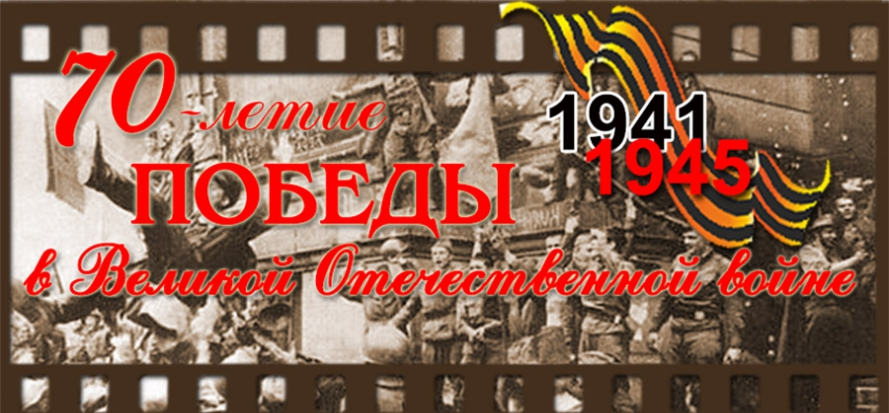 70-летие
1941
1945
ПОБЕДЫ
в Великой Отечественной войне